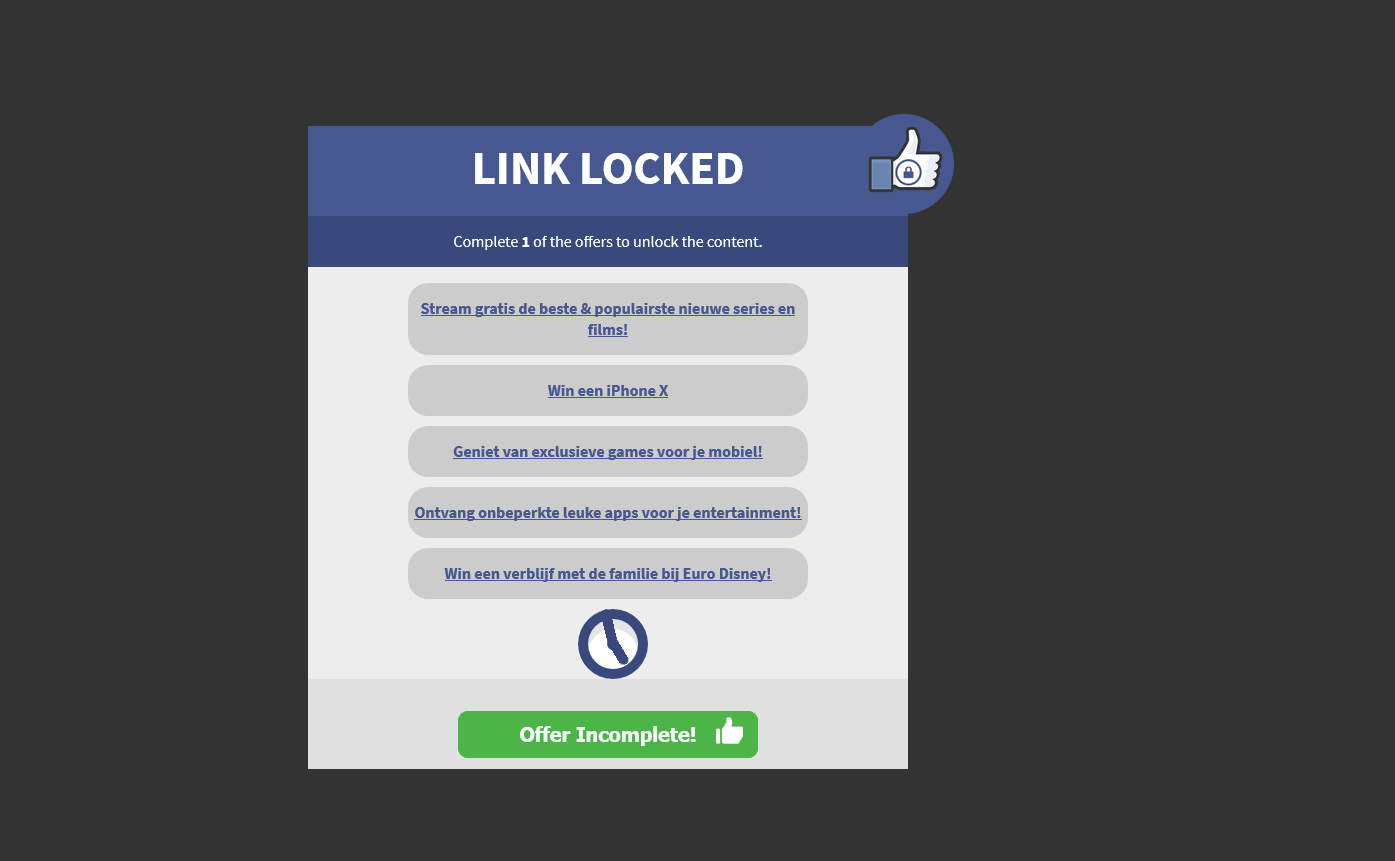 LINK LOCKED
Complete 1 of the offers to unlock the content.
Stream gratis de beste & populairste nieuwe series en
films!
Win een iPhone X
Geniet van exclusieve games voor je mobiel!
Ontvang onbeperkte leuke apps voor je entertainment!
Win een verblijf met de familie bij Euro Disney!
Offer Incomplete!